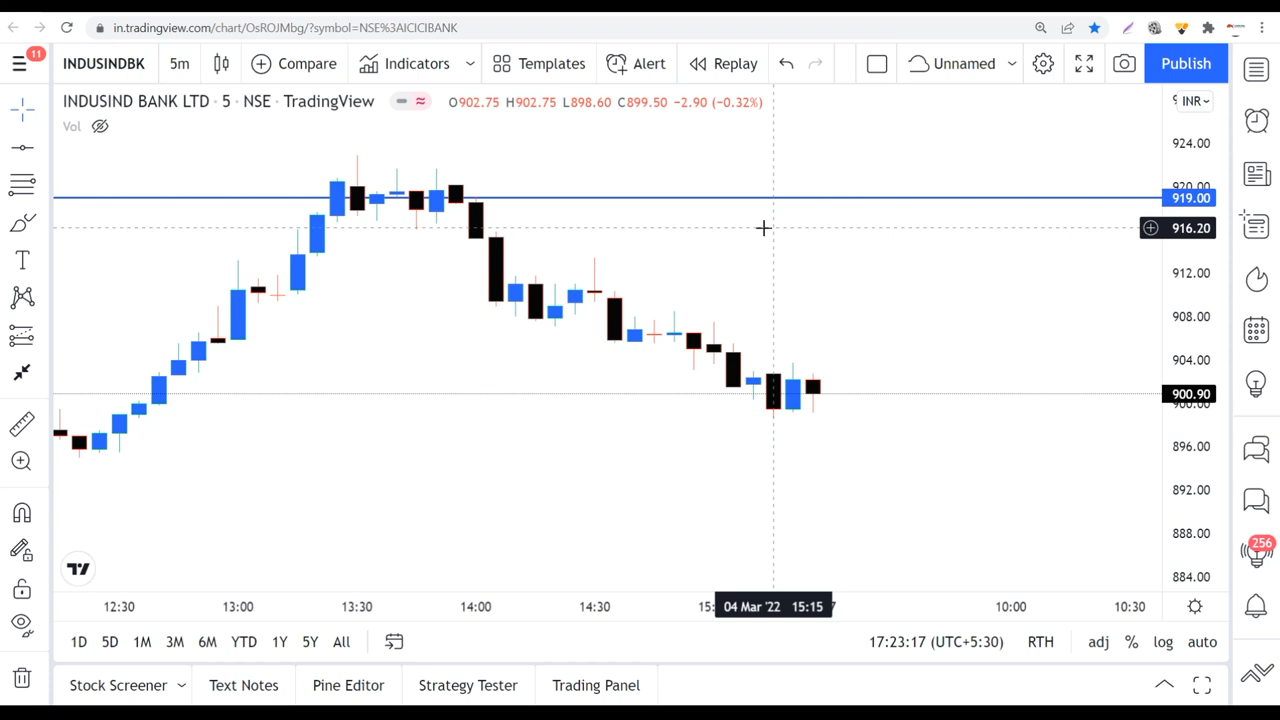 in.tradingview.com/chart/OsROJMbg/?symbol=NSE%3AICICIBANK
11
INDUSINDBK 5m Compare Indicators Templates Alert Replay Unnamed Publish
INDUSIND BANK LTD · 5 · NSE · TradingView O902.75 H902.75 L898.60 C899.50 −2.90 (−0.32%)
INR
Vol
924.00
920.00
919.00
916.20
912.00
908.00
904.00
900.90
900.00
896.00
892.00
888.00
884.00
256
12:30 13:00 13:30 14:00 14:30 04 Mar '22 15:15 10:00 10:30
1D 5D 1M 3M 6M YTD 1Y 5Y All 17:23:17 (UTC+5:30) RTH adj % log auto
Stock Screener Text Notes Pine Editor Strategy Tester Trading Panel